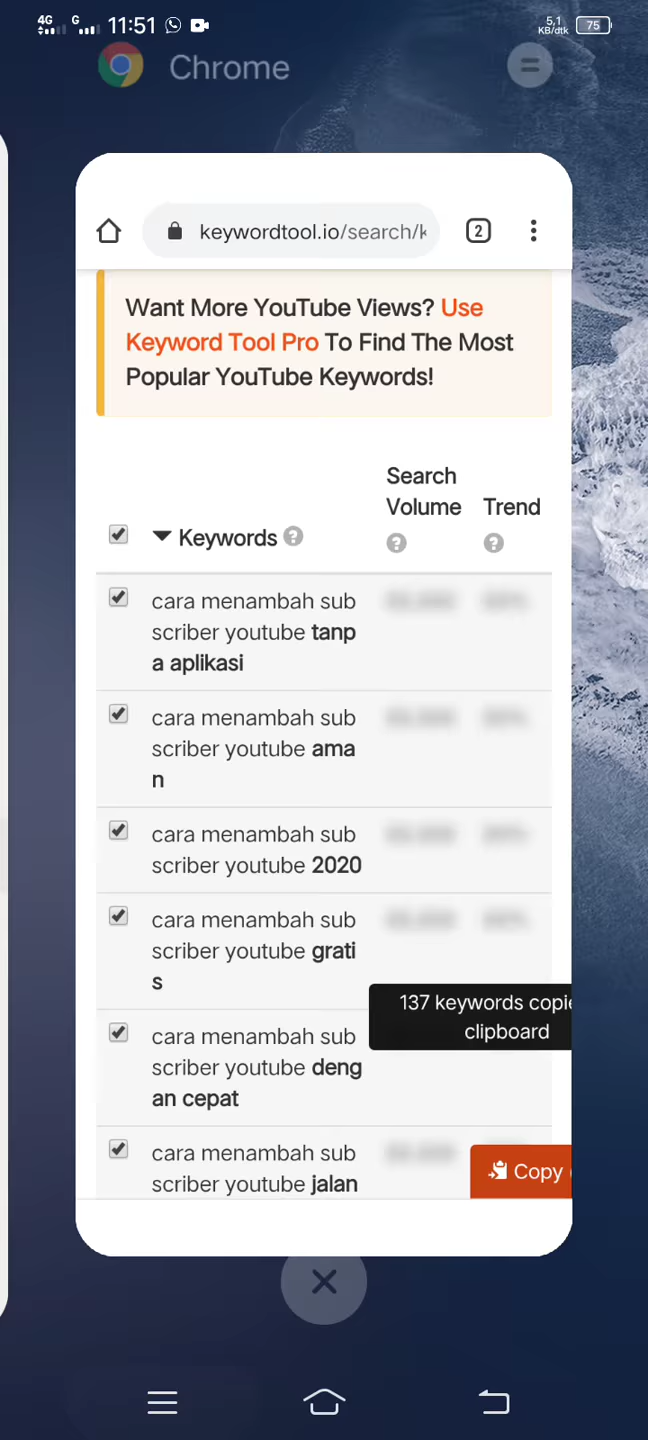 4G G 11:51 5,1 KB/dtk 75
Chrome
keywordtool.io/search/k
2
Want More YouTube Views? Use
Keyword Tool Pro To Find The Most
Popular YouTube Keywords!
Search
Volume Trend
Keywords ?
? ?
cara menambah sub
scriber youtube tanp
a aplikasi
cara menambah sub
scriber youtube ama
n
cara menambah sub
scriber youtube 2020
cara menambah sub
scriber youtube grati
s
137 keywords copie
clipboard
cara menambah sub
scriber youtube deng
an cepat
cara menambah sub
scriber youtube jalan
Copy